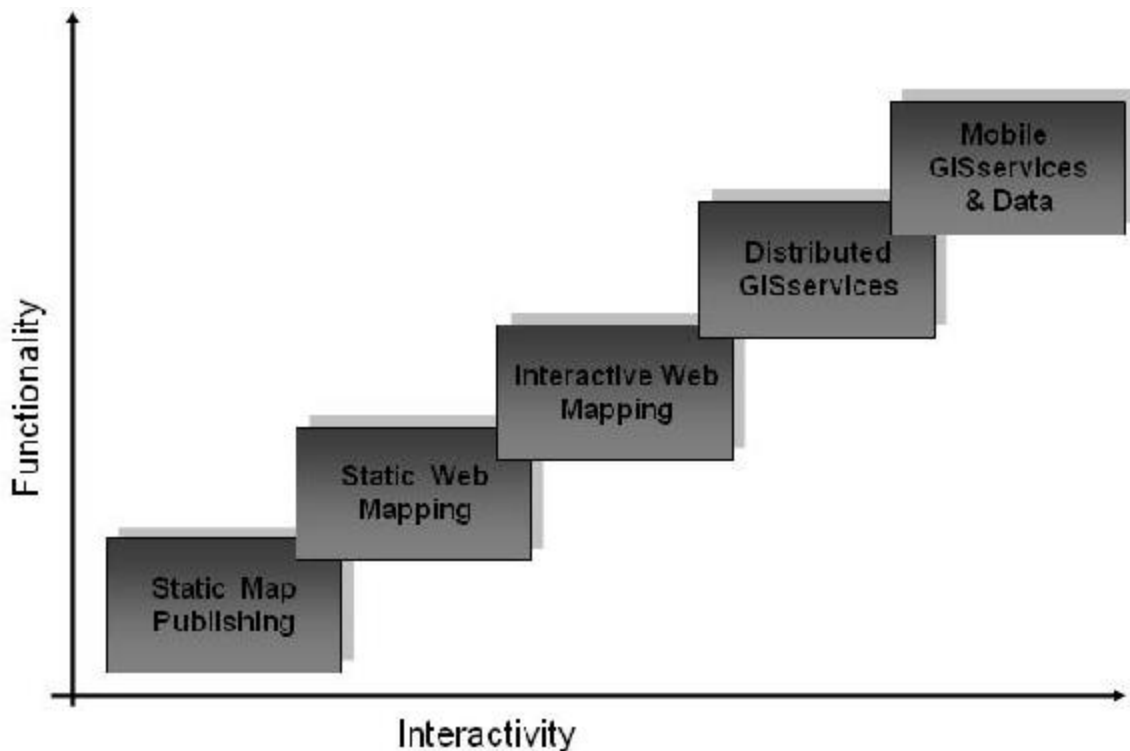 Functionality
Mobile
GISservices
& Data
Distributed
GISservices
Interactive Web
Mapping
Static Web
Mapping
Static Map
Publishing
Interactivity